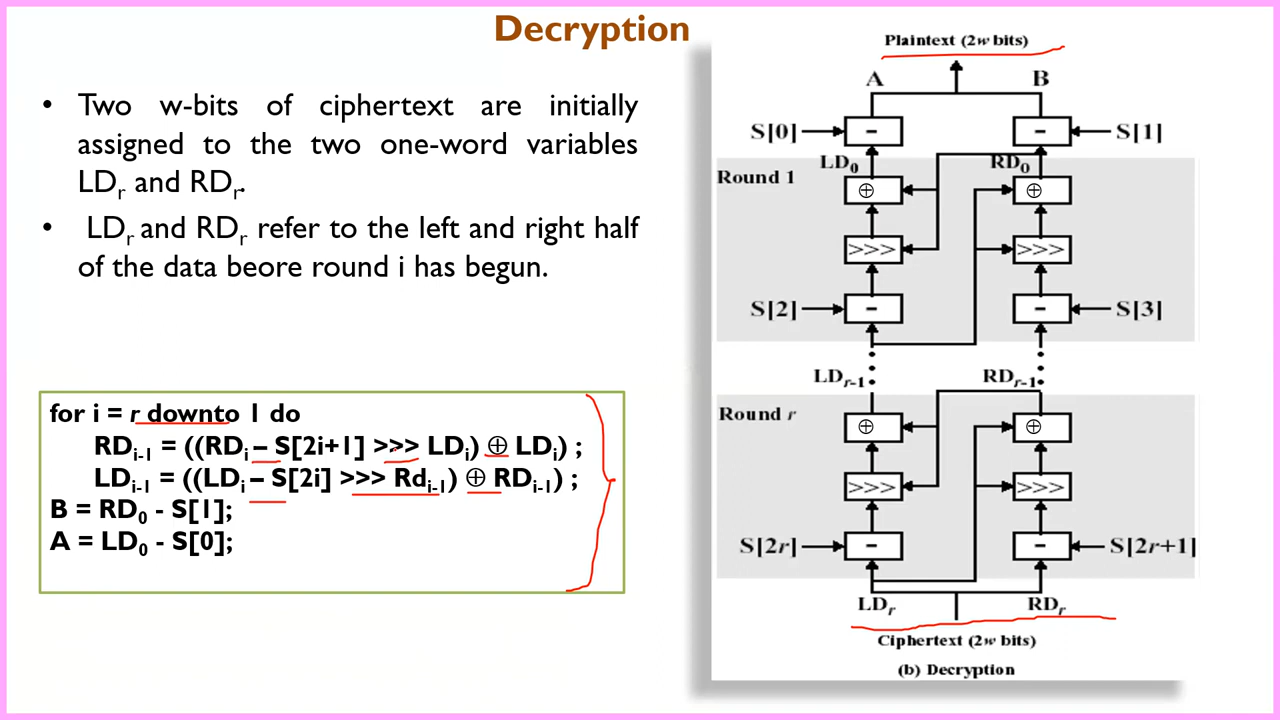 Decryption
• Two w-bits of ciphertext are initially
assigned to the two one-word variables
LDr and RDr.
• LDr and RDr refer to the left and right half
of the data beore round i has begun.
for i = r downto 1 do
RDi-1 = ((RDi – S[2i+1] >>> LDi) ⊕ LDi) ;
LDi-1 = ((LDi – S[2i] >>> Rdi-1) ⊕ RDi-1) ;
B = RD0 - S[1];
A = LD0 - S[0];
Plaintext (2w bits)
A B
S[0] - - S[1]
LD0 RD0
Round 1
⊕ ⊕
>>> >>>
S[2] - - S[3]
LDr-1 RDr-1
Round r
⊕ ⊕
>>> >>>
S[2r] - - S[2r+1]
LDr RDr
Ciphertext (2w bits)
(b) Decryption